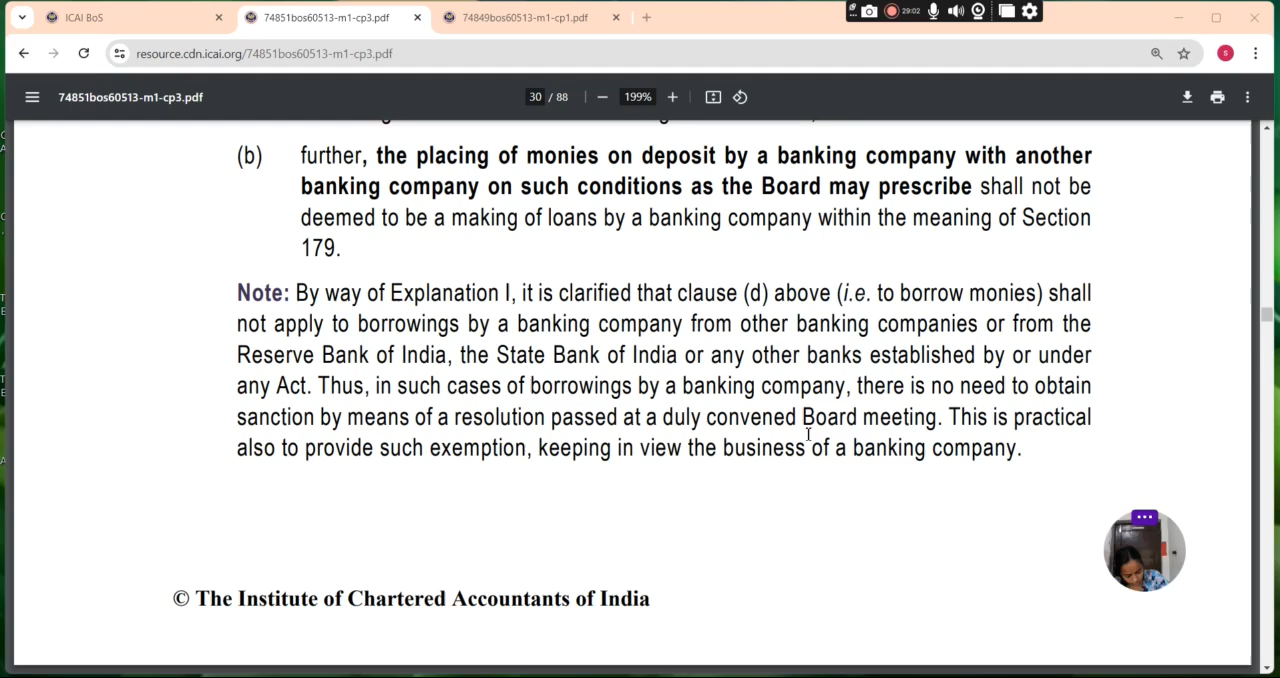 ICAI BoS
74851bos60513-m1-cp3.pdf
74849bos60513-m1-cp1.pdf
29:02
resource.cdn.icai.org/74851bos60513-m1-cp3.pdf
S
74851bos60513-m1-cp3.pdf
30 / 88
199%
(b) further, the placing of monies on deposit by a banking company with another
banking company on such conditions as the Board may prescribe shall not be
deemed to be a making of loans by a banking company within the meaning of Section
179.
Note: By way of Explanation I, it is clarified that clause (d) above (i.e. to borrow monies) shall
not apply to borrowings by a banking company from other banking companies or from the
Reserve Bank of India, the State Bank of India or any other banks established by or under
any Act. Thus, in such cases of borrowings by a banking company, there is no need to obtain
sanction by means of a resolution passed at a duly convened Board meeting. This is practical
also to provide such exemption, keeping in view the business of a banking company.
© The Institute of Chartered Accountants of India